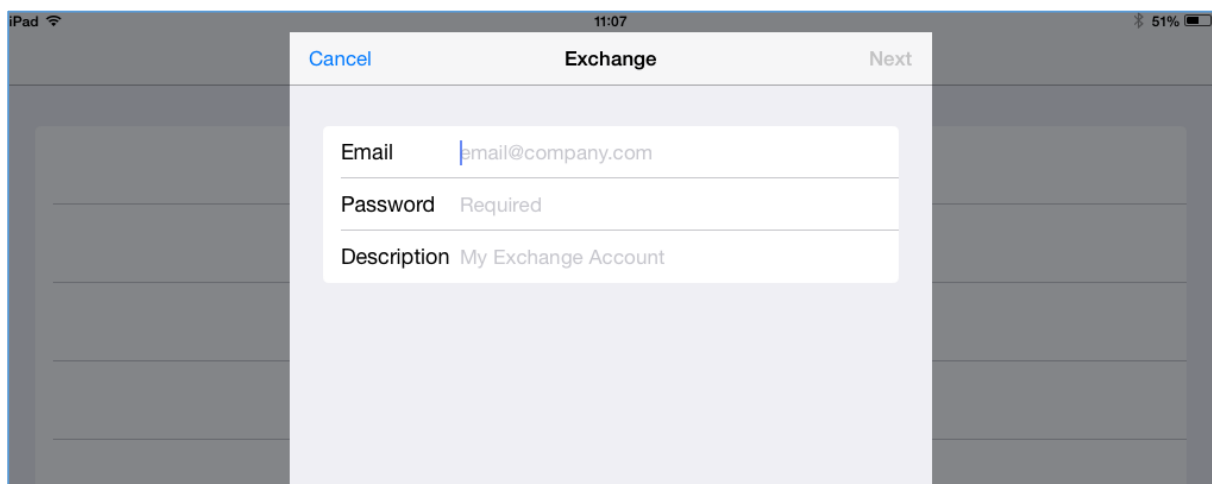 iPad 11:07 51%
Cancel Exchange Next
Email email@company.com
Password Required
Description My Exchange Account